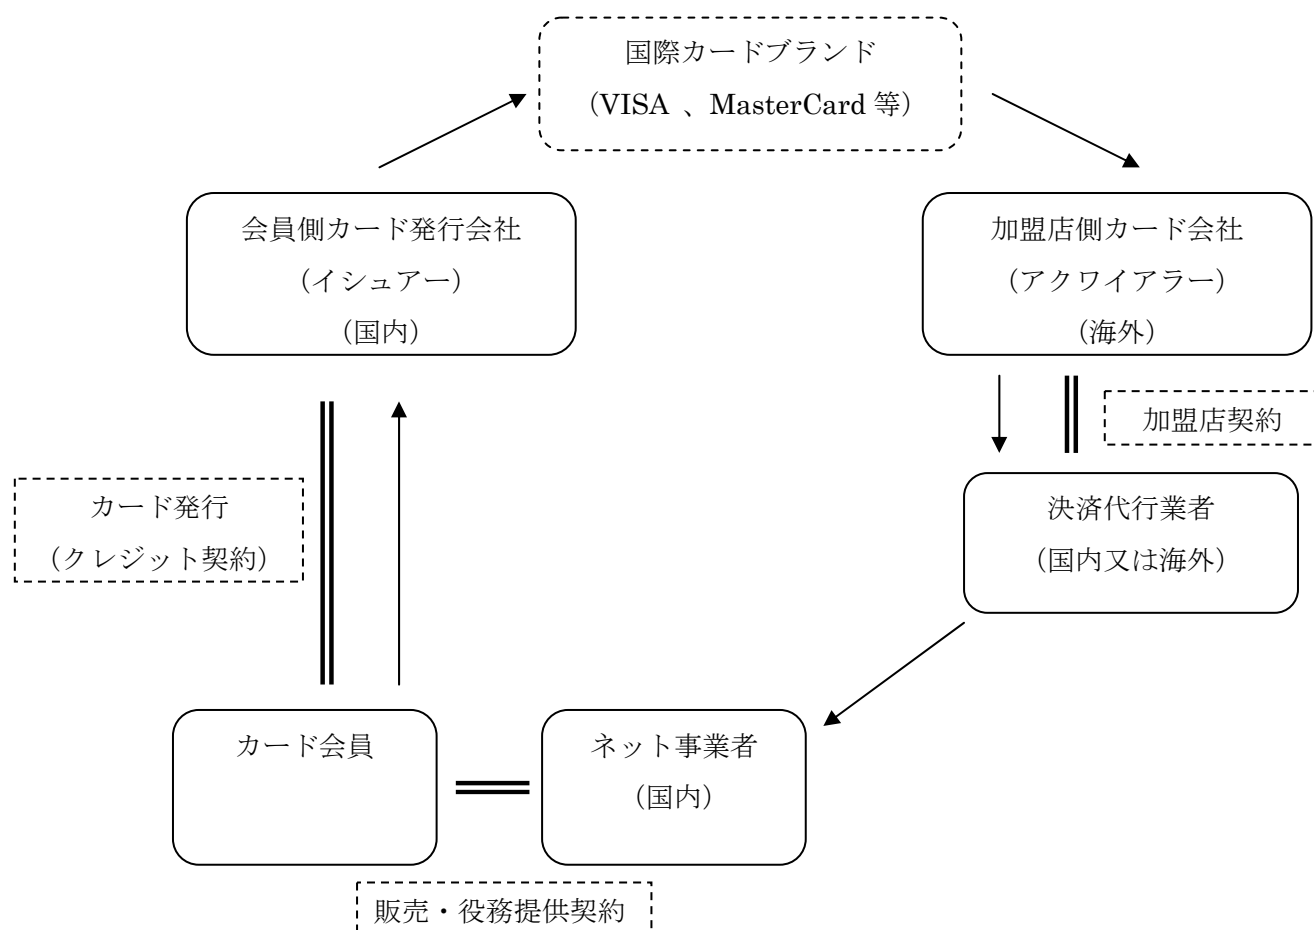 国際カードブランド
（VISA 、MasterCard 等）
会員側カード発行会社
（イシュアー）
（国内）
加盟店側カード会社
（アクワイアラー）
（海外）
加盟店契約
カード発行
（クレジット契約）
決済代行業者
（国内又は海外）
カード会員
ネット事業者
（国内）
販売・役務提供契約